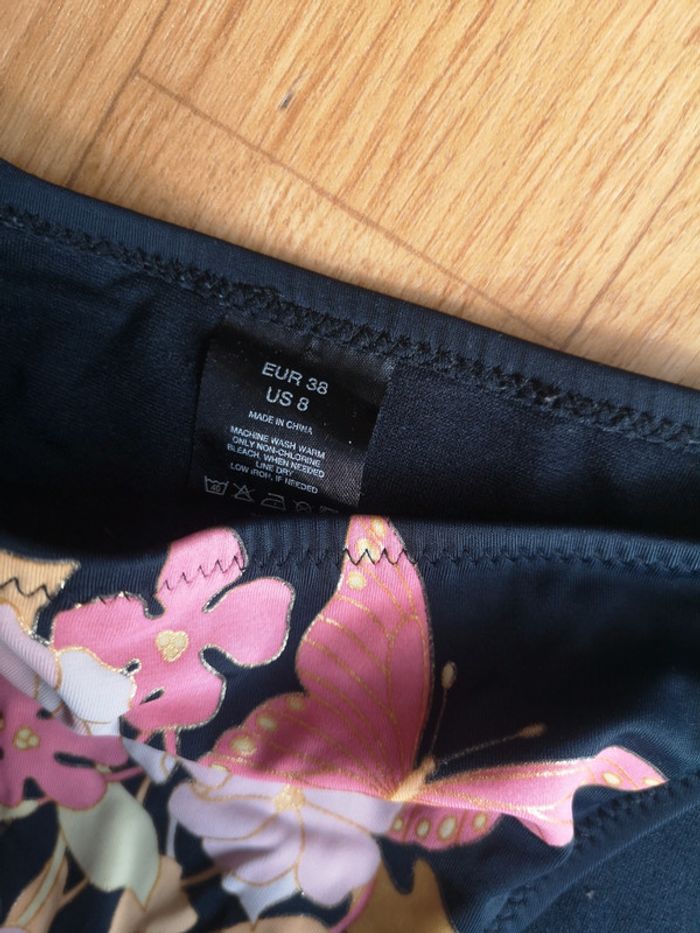 EUR 38
US 8
MADE IN CHINA
MACHINE WASH WARM
ONLY NON-CHLORINE
BLEACH, WHEN NEEDED
LINE DRY
LOW IRON, IF NEEDED
40